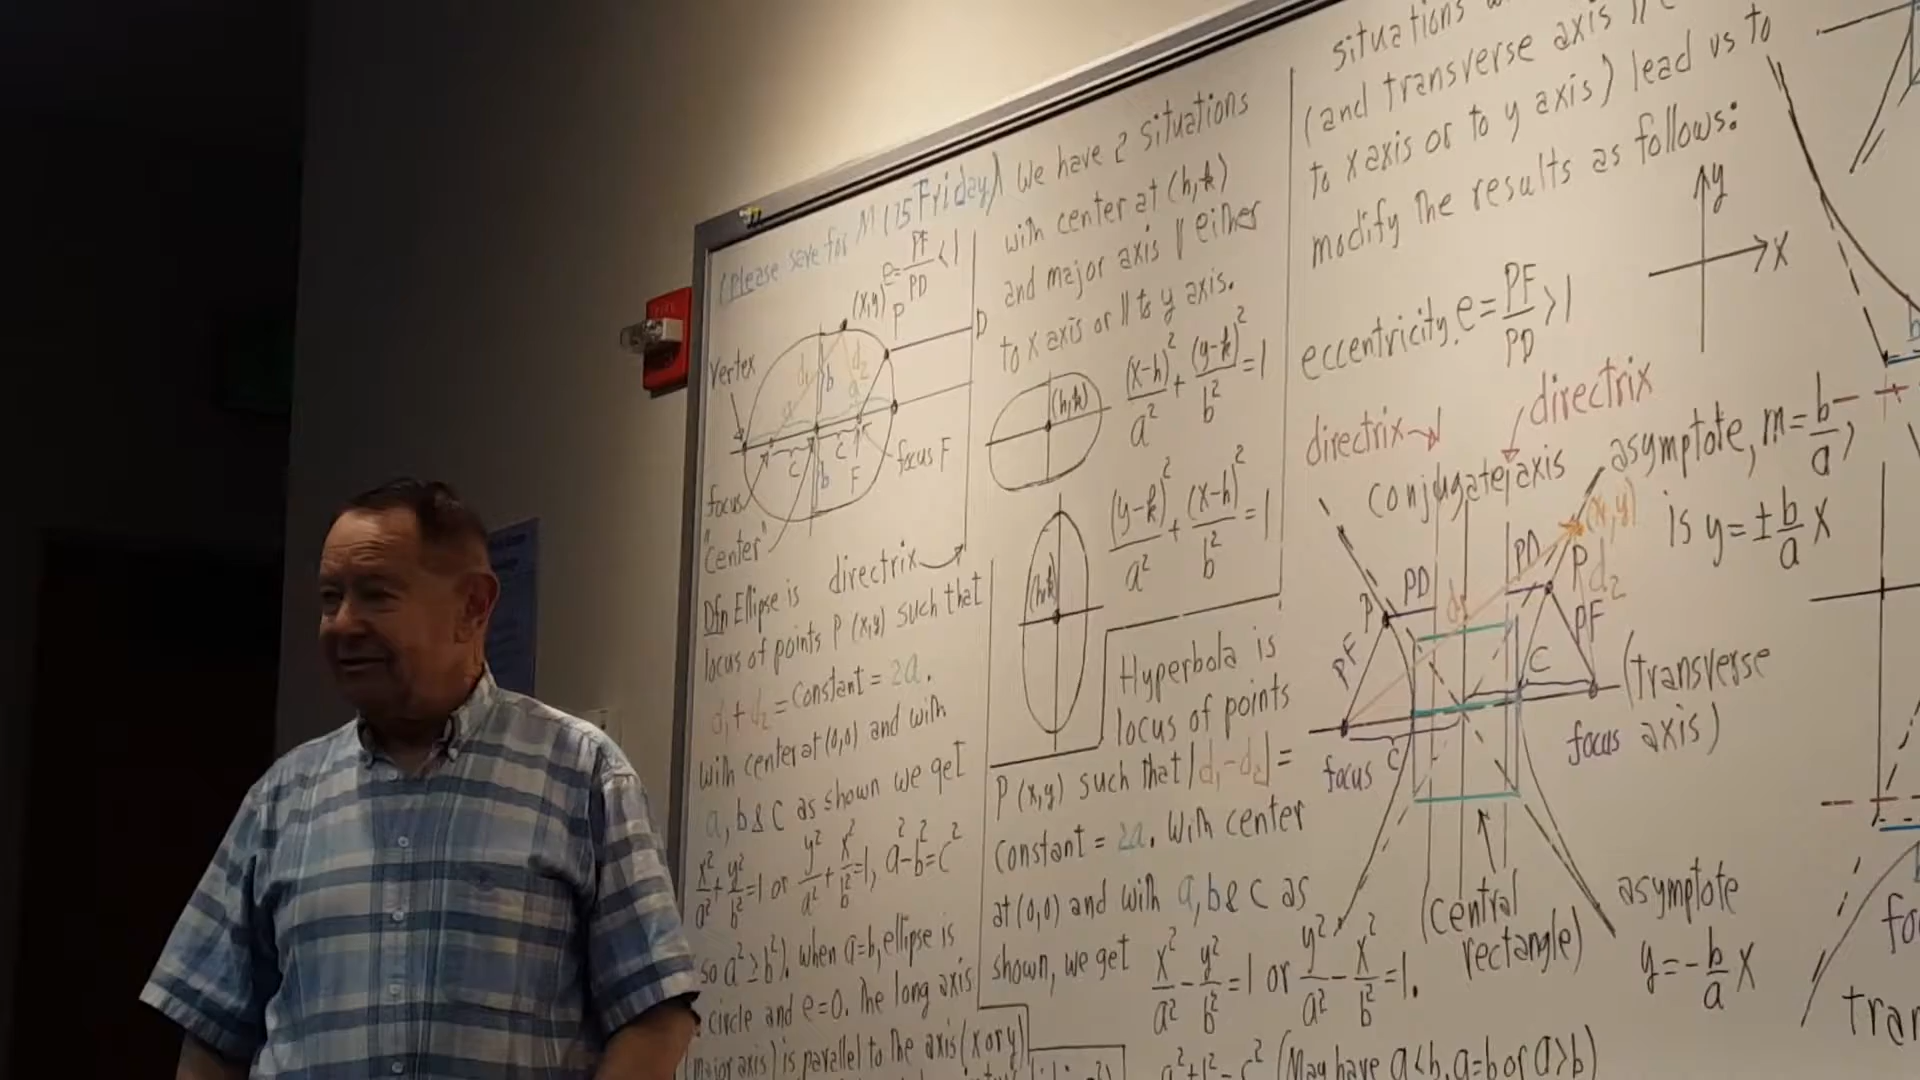 (Please save for M (15 Friday)
e = PF/PD < 1
(x,y)
P
D
Vertex
d₁
d₂
a
a
b
c
c
b
F
focus F
focus
"center"
directrix
Dfn Ellipse is
locus of points P (x,y) such that
d₁ + d₂ = constant = 2a.
With center at (0,0) and with
a, b & c as shown we get
x²/a² + y²/b² = 1 or y²/a² + x²/b² = 1, a² - b² = c²
(so a² ≥ b²). When a=b, ellipse is
circle and e=0. The long axis
(major axis) is parallel to the axis (x or y)
We have 2 situations
with center at (h,k)
and major axis ∥ either
to x axis or ∥ to y axis.
(h,k)
(x-h)²/a² + (y-k)²/b² = 1
(h,k)
(y-k)²/a² + (x-h)²/b² = 1
Hyperbola is
locus of points
P (x,y) such that |d₁ - d₂| =
constant = 2a. With center
at (0,0) and with a, b & c as
shown, we get x²/a² - y²/b² = 1 or y²/a² - x²/b² = 1.
a² + b² = c² (May have a<b, a=b or a>b)
situations
(and transverse axis ∥
to x axis or to y axis) lead us to
modify the results as follows:
y
x
eccentricity, e = PF/PD > 1
directrix
directrix
conjugate axis
asymptote, m = b/a,
is y = ± b/a x
(x,y)
PD
PD
P
P
d₁
d₂
PF
PF
C
C
(transverse
axis)
focus
focus
(central
rectangle)
asymptote
y = - b/a x
fo
tran